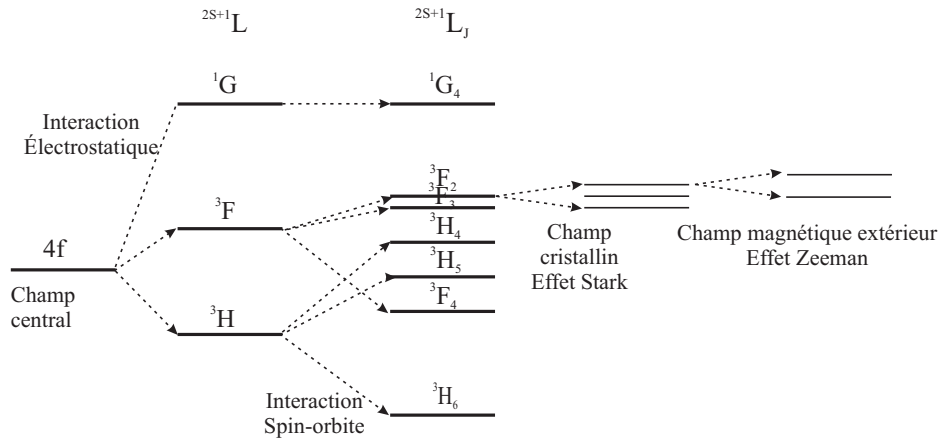 ²ˢ⁺¹L
²ˢ⁺¹L_J
¹G
¹G₄
Interaction
Électrostatique
³F
³F₂
³F₃
³H₄
4f
³H₅
³F₄
Champ
central
³H
³H₆
Interaction
Spin-orbite
Champ
cristallin
Effet Stark
Champ magnétique extérieur
Effet Zeeman